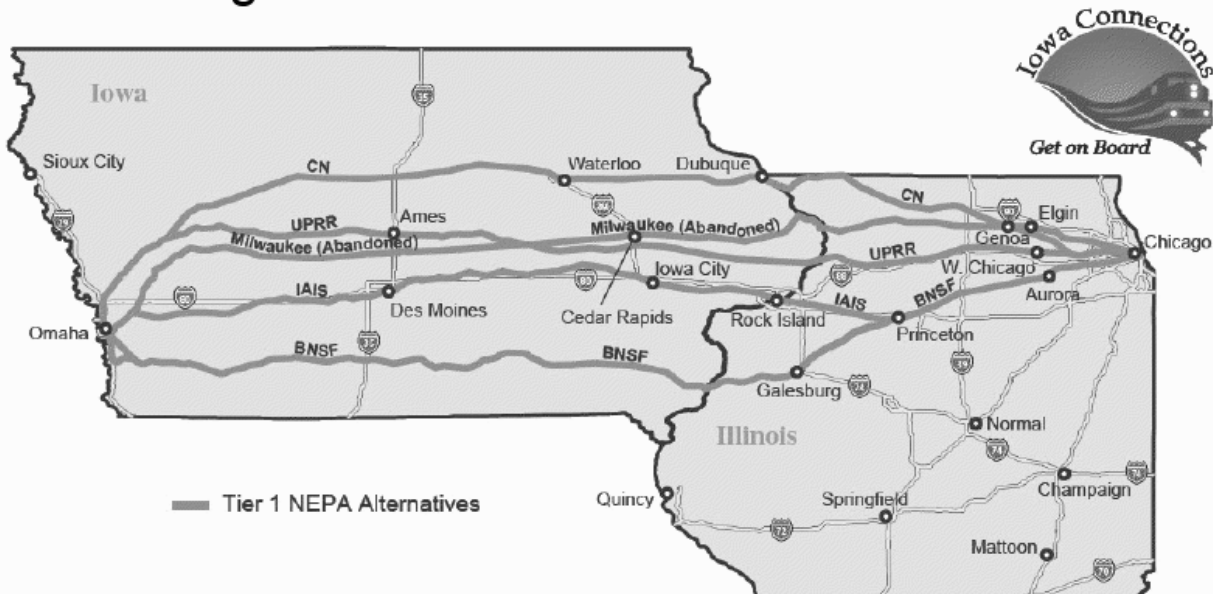 Iowa Connections
Get on Board
Iowa
Sioux City
CN
Waterloo
Dubuque
CN
Elgin
Genoa
Chicago
UPRR
Ames
Milwaukee (Abandoned)
Milwaukee (Abandoned)
UPRR
W. Chicago
Aurora
IAIS
Des Moines
Iowa City
Cedar Rapids
Rock Island
IAIS
BNSF
Princeton
Omaha
BNSF
BNSF
Galesburg
Normal
Illinois
Champaign
Quincy
Springfield
Mattoon
Tier 1 NEPA Alternatives